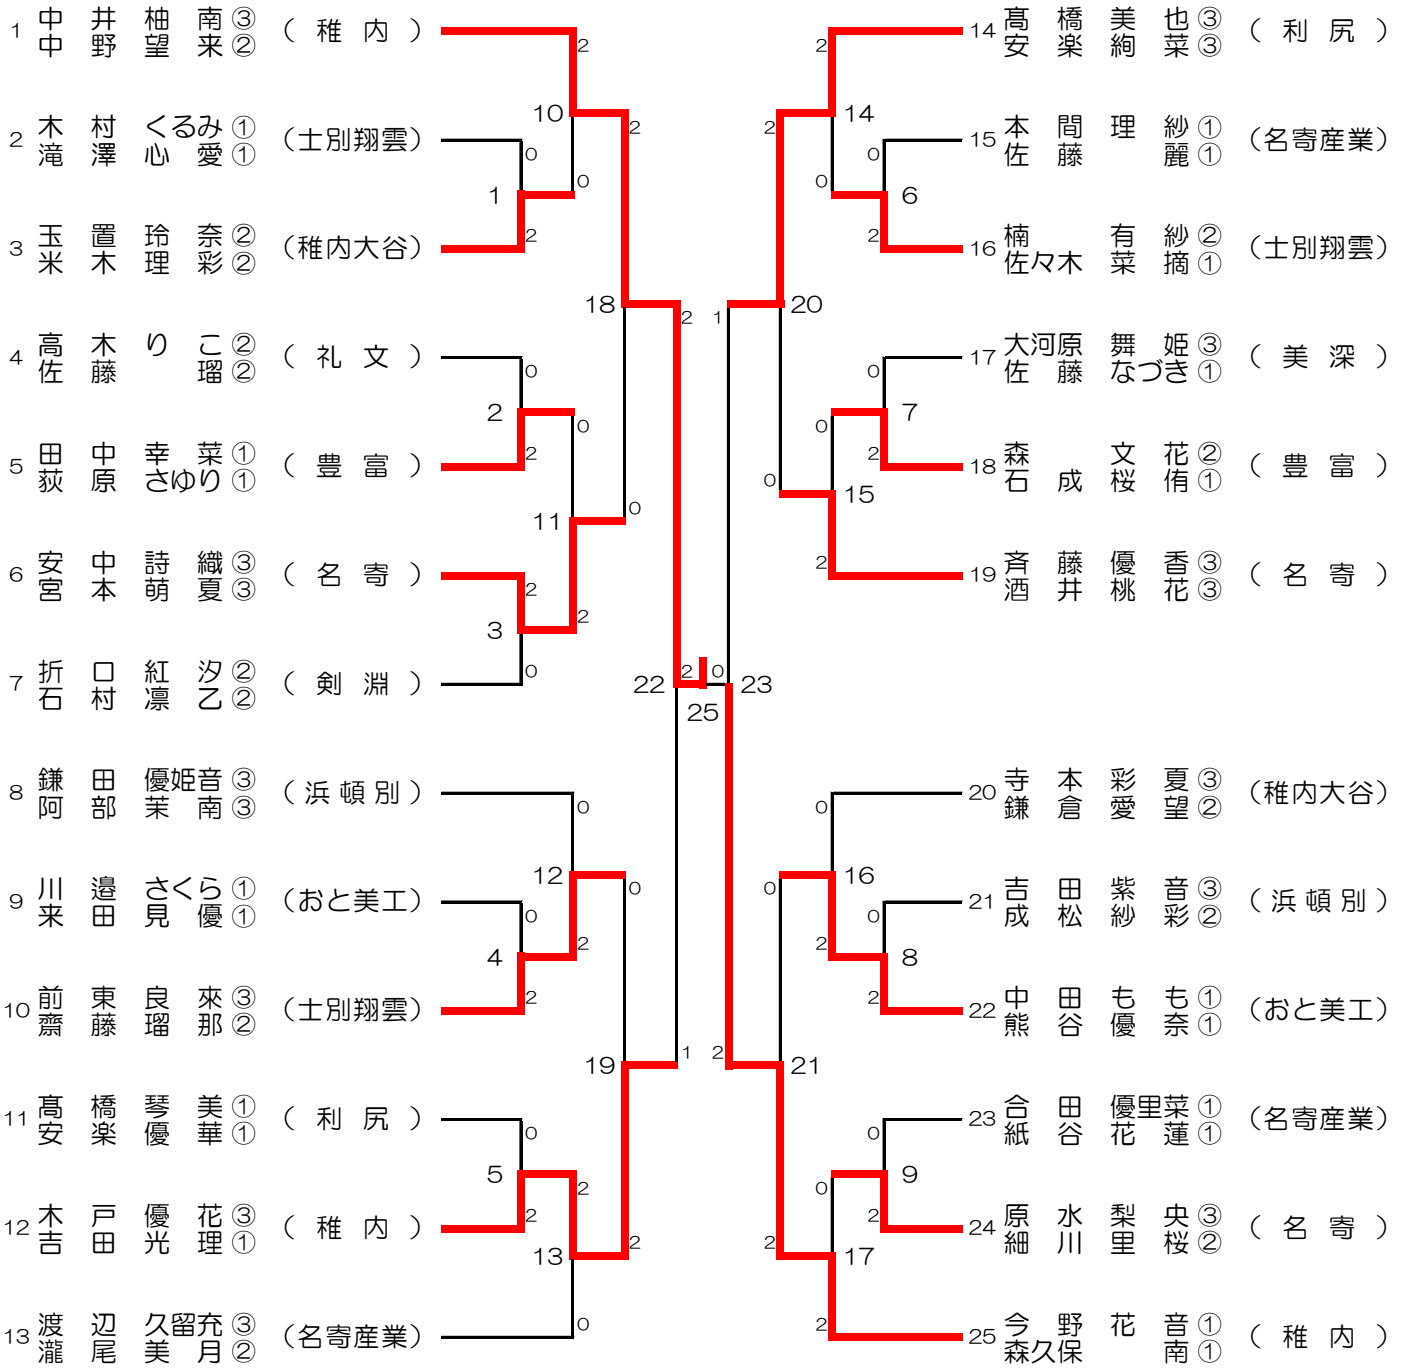 1 中井柚南③ (稚内)
中野望来②
2 木村くるみ① (士別翔雲)
滝澤心愛①
3 玉置玲奈② (稚内大谷)
米木理彩②
4 高木りこ② (礼文)
佐藤瑠②
5 田中幸菜① (豊富)
荻原さゆり①
6 安中詩織③ (名寄)
宮本萌夏③
7 折口紅汐② (剣淵)
石村凛乙②
8 鎌田優姫音③ (浜頓別)
阿部茉南③
9 川邉さくら① (おと美工)
来田見優①
10 前東良來③ (士別翔雲)
齋藤瑠那②
11 髙橋琴美① (利尻)
安楽優華①
12 木戸優花③ (稚内)
吉田光理①
13 渡辺久留充③ (名寄産業)
瀧尾美月②
2
10
2
0
0
1
2
18
2
0
2
0
2
11
0
2
2
3
0
22
2
25
0
12
0
0
4
2
2
19
1
0
5
2
2
13
2
0
14 髙橋美也③ (利尻)
安楽絢菜③
15 本間理紗① (名寄産業)
佐藤麗①
16 楠有紗② (士別翔雲)
佐々木菜摘①
17 大河原舞姫③ (美深)
佐藤なづき①
18 森文花② (豊富)
石成桜侑①
19 斉藤優香③ (名寄)
酒井桃花③
20 寺本彩夏③ (稚内大谷)
鎌倉愛望②
21 吉田紫音③ (浜頓別)
成松紗彩②
22 中田もも① (おと美工)
熊谷優奈①
23 合田優里菜① (名寄産業)
紙谷花蓮①
24 原水梨央③ (名寄)
細川里桜②
25 今野花音① (稚内)
森久保南①
2
2
14
0
0
6
2
1
20
0
0
7
2
0
15
2
0
23
0
0
16
0
2
8
2
2
21
0
0
9
2
2
17
2